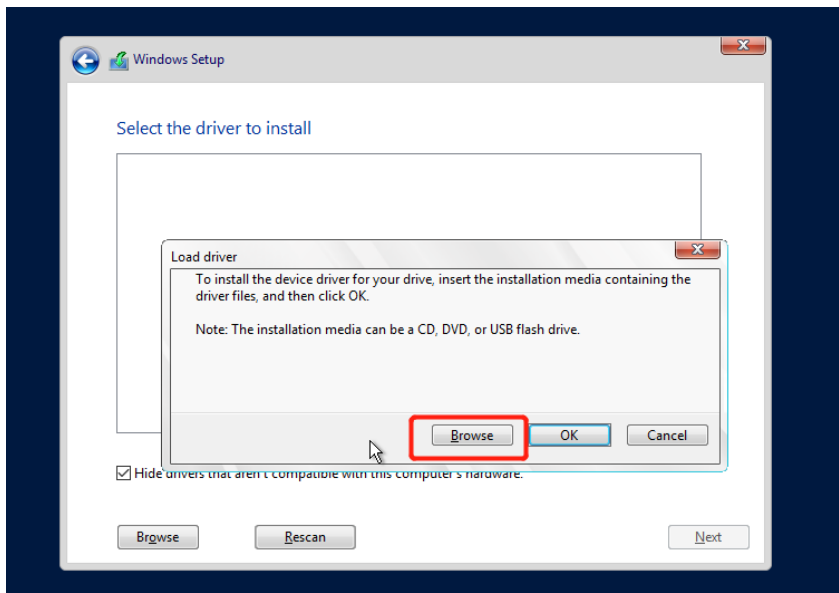 Windows Setup
Select the driver to install
Load driver
To install the device driver for your drive, insert the installation media containing the
driver files, and then click OK.
Note: The installation media can be a CD, DVD, or USB flash drive.
Browse OK Cancel
Hide drivers that aren't compatible with this computer's hardware.
Browse Rescan Next